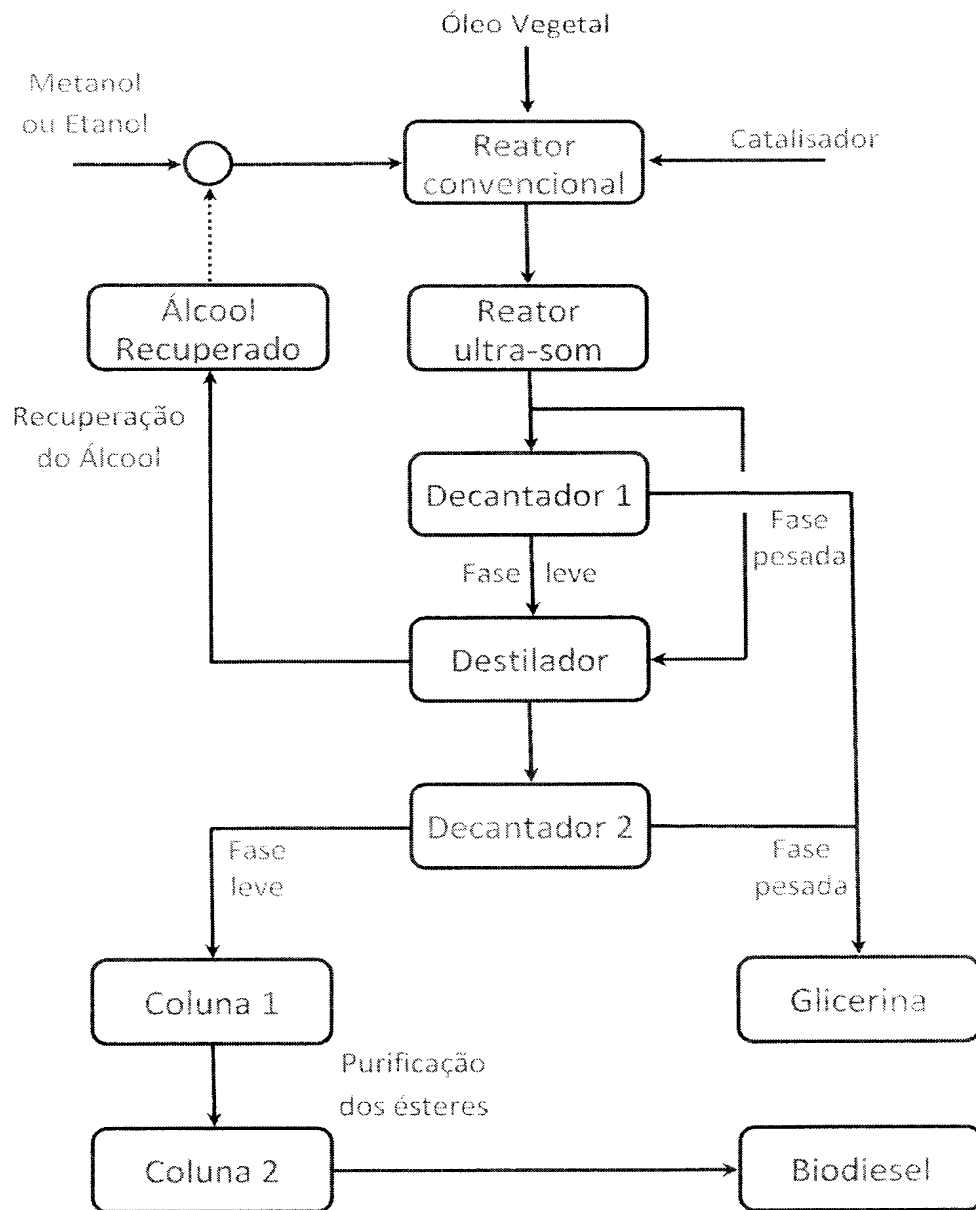 Óleo Vegetal
Metanol
ou Etanol
Reator
convencional
Catalisador
Álcool
Recuperado
Reator
ultra-som
Recuperação
do Álcool
Decantador 1
Fase
pesada
Fase leve
Destilador
Decantador 2
Fase
leve
Fase
pesada
Coluna 1
Glicerina
Purificação
dos ésteres
Coluna 2
Biodiesel